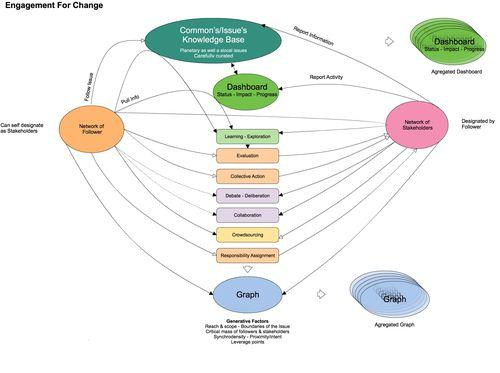 Engagement For Change
Common's/Issue's
Knowledge Base
Planetary as well a slocal issues
Carefully curated
Report Information
Dashboard
Status - Impact - Progress
Agregated Dashboard
Follow Issue
Pull Info
Dashboard
Status - Impact - Progress
Report Activity
Can self designate
as Stakeholders
Network of
Follower
Network of
Stakeholders
Designated by
Follower
Learning - Exploration
Evaluation
Collective Action
Debate - Deliberation
Collaboration
Crowdsourcing
Responsibility Assignment
Graph
Graph
Agregated Graph
Generative Factors
Reach & scope - Boundaries of the Issue
Critical mass of followers & stakeholders
Synchrodensity - Proximity/Intent
Leverage points